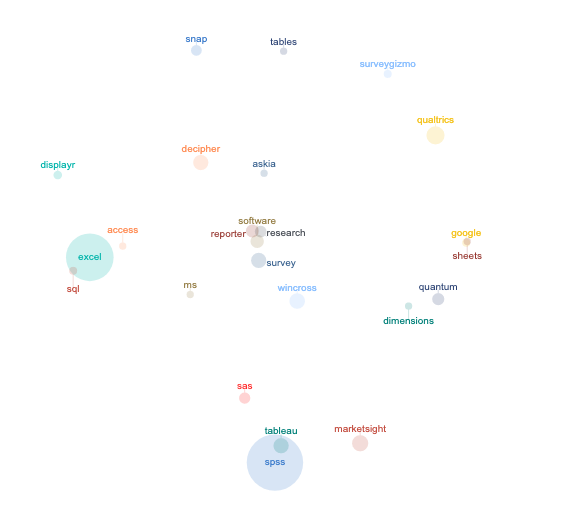 snap
tables
surveygizmo
qualtrics
decipher
askia
displayr
software
access
reporter
research
google
excel
sheets
survey
sql
ms
wincross
quantum
dimensions
sas
tableau
marketsight
spss